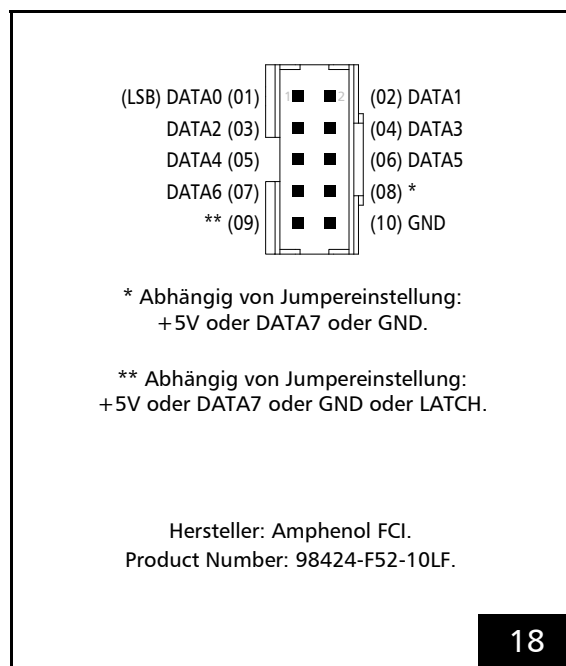 (LSB) DATA0 (01) 1 2 (02) DATA1
DATA2 (03) (04) DATA3
DATA4 (05) (06) DATA5
DATA6 (07) (08) *
** (09) (10) GND
* Abhängig von Jumpereinstellung:
+5V oder DATA7 oder GND.
** Abhängig von Jumpereinstellung:
+5V oder DATA7 oder GND oder LATCH.
Hersteller: Amphenol FCI.
Product Number: 98424-F52-10LF.
18